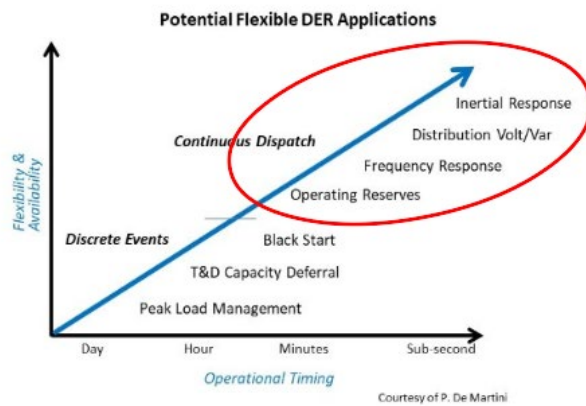 Potential Flexible DER Applications
Flexibility &
Availability
Continuous Dispatch
Discrete Events
Inertial Response
Distribution Volt/Var
Frequency Response
Operating Reserves
Black Start
T&D Capacity Deferral
Peak Load Management
Day Hour Minutes Sub-second
Operational Timing
Courtesy of P. De Martini